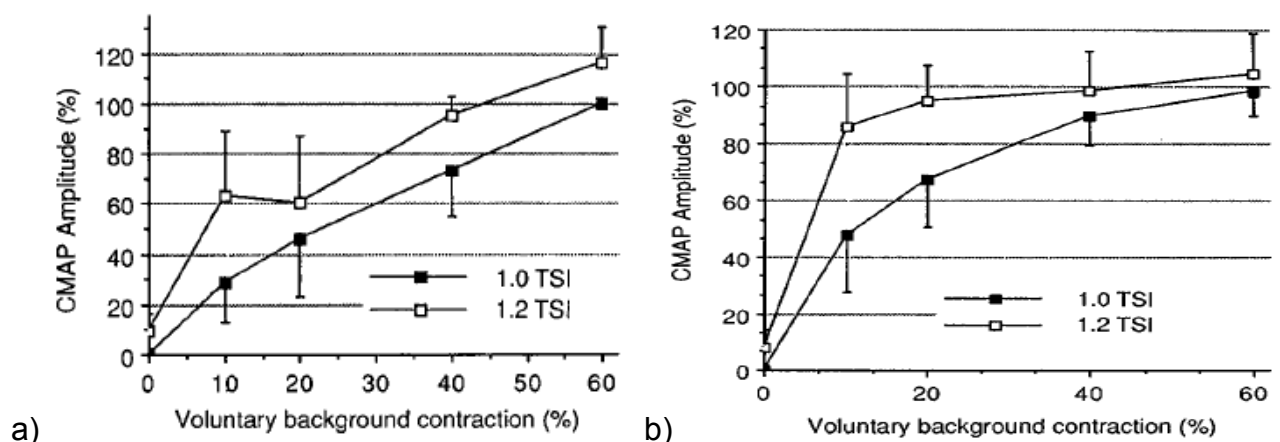 CMAP Amplitude (%)
120
100
80
60
40
20
0
1.0 TSI
1.2 TSI
0 10 20 30 40 50 60
Voluntary background contraction (%)
a)
CMAP Amplitude (%)
120
100
80
60
40
20
0
1.0 TSI
1.2 TSI
0 20 40 60
Voluntary background contraction (%)
b)